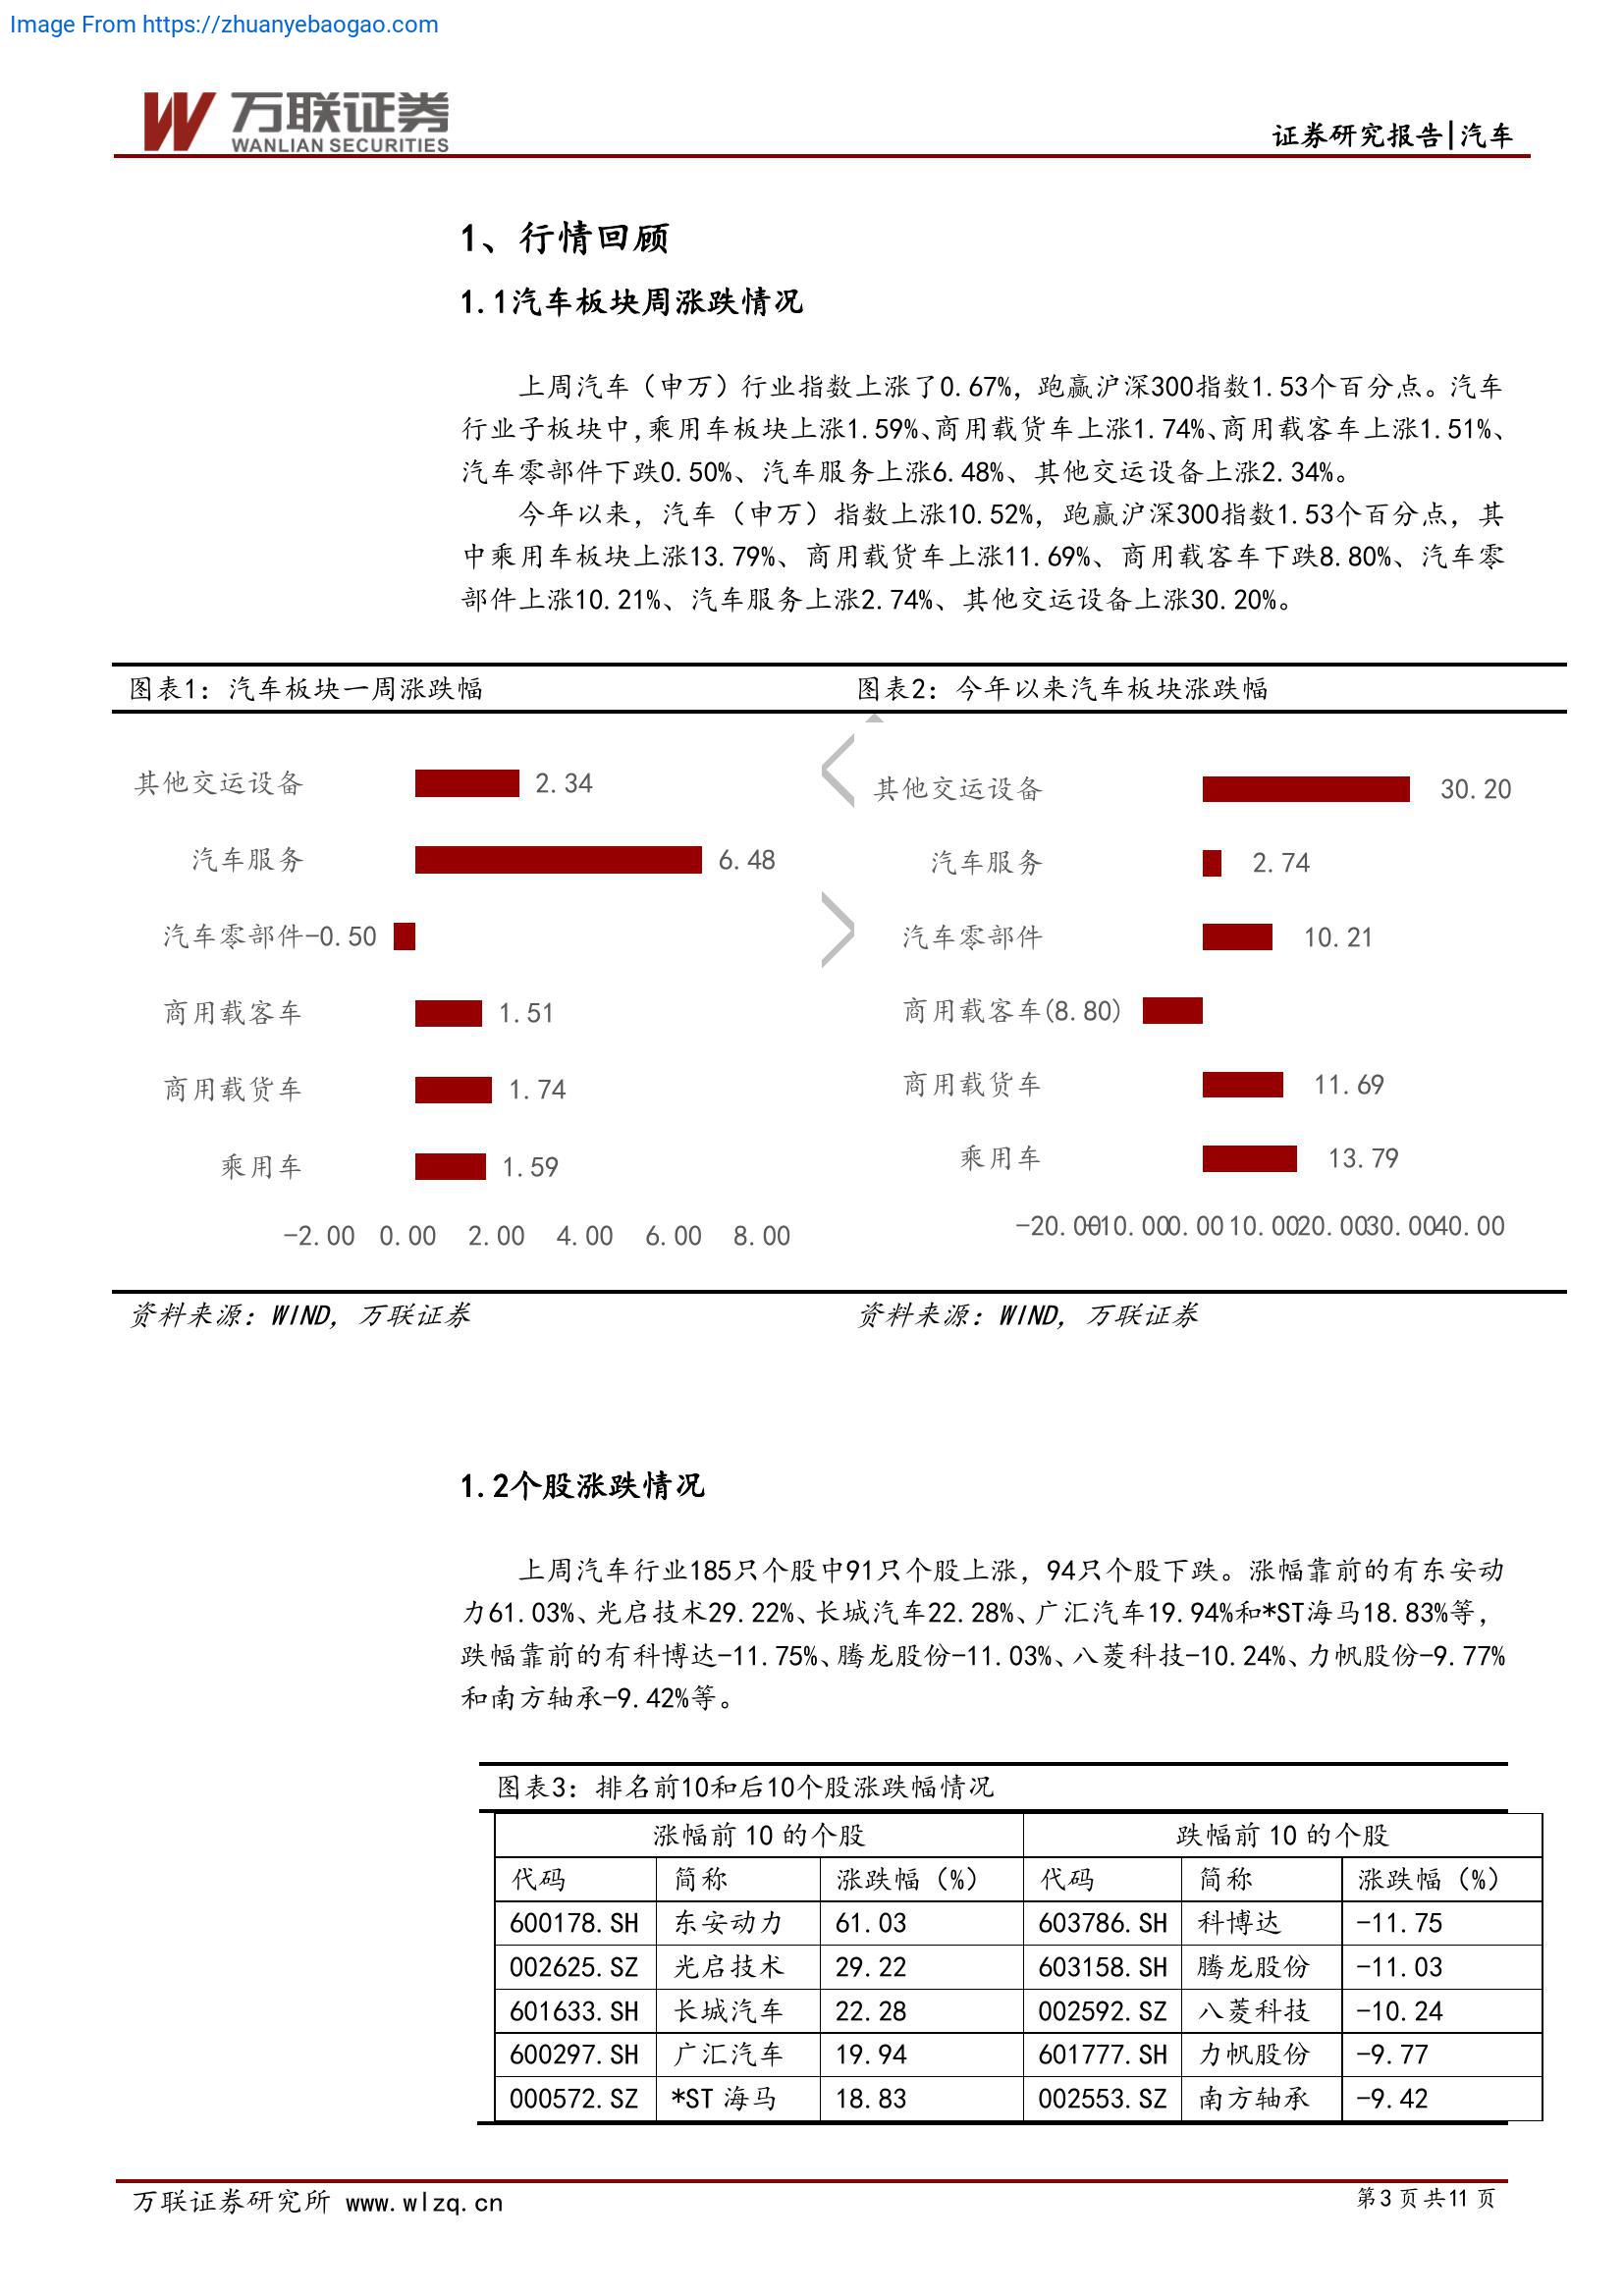 Image From https://zhuanyebaogao.com
万联证券
WANLIAN SECURITIES
证券研究报告|汽车
1、行情回顾
1.1汽车板块周涨跌情况
上周汽车（申万）行业指数上涨了0.67%，跑赢沪深300指数1.53个百分点。汽车
行业子板块中，乘用车板块上涨1.59%、商用载货车上涨1.74%、商用载客车上涨1.51%、
汽车零部件下跌0.50%、汽车服务上涨6.48%、其他交运设备上涨2.34%。
今年以来，汽车（申万）指数上涨10.52%，跑赢沪深300指数1.53个百分点，其
中乘用车板块上涨13.79%、商用载货车上涨11.69%、商用载客车下跌8.80%、汽车零
部件上涨10.21%、汽车服务上涨2.74%、其他交运设备上涨30.20%。
图表1：汽车板块一周涨跌幅
其他交运设备 2.34
汽车服务 6.48
汽车零部件 -0.50
商用载客车 1.51
商用载货车 1.74
乘用车 1.59
-2.00 0.00 2.00 4.00 6.00 8.00
资料来源：WIND，万联证券
图表2：今年以来汽车板块涨跌幅
其他交运设备 30.20
汽车服务 2.74
汽车零部件 10.21
商用载客车 (8.80)
商用载货车 11.69
乘用车 13.79
-20.00 -10.00 0.00 10.00 20.00 30.00 40.00
资料来源：WIND，万联证券
1.2个股涨跌情况
上周汽车行业185只个股中91只个股上涨，94只个股下跌。涨幅靠前的有东安动
力61.03%、光启技术29.22%、长城汽车22.28%、广汇汽车19.94%和*ST海马18.83%等，
跌幅靠前的有科博达-11.75%、腾龙股份-11.03%、八菱科技-10.24%、力帆股份-9.77%
和南方轴承-9.42%等。
图表3：排名前10和后10个股涨跌幅情况
涨幅前 10 的个股 跌幅前 10 的个股
代码 简称 涨跌幅（%） 代码 简称 涨跌幅（%）
600178.SH 东安动力 61.03 603786.SH 科博达 -11.75
002625.SZ 光启技术 29.22 603158.SH 腾龙股份 -11.03
601633.SH 长城汽车 22.28 002592.SZ 八菱科技 -10.24
600297.SH 广汇汽车 19.94 601777.SH 力帆股份 -9.77
000572.SZ *ST 海马 18.83 002553.SZ 南方轴承 -9.42
万联证券研究所 www.wlzq.cn
第 3 页 共 11 页